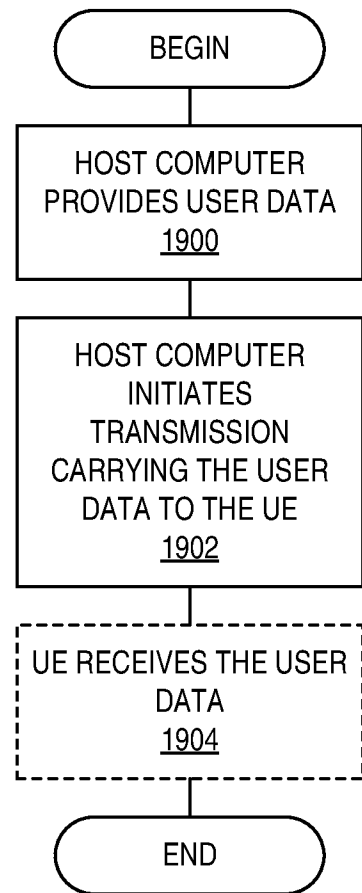 BEGIN
HOST COMPUTER
PROVIDES USER DATA
1900
HOST COMPUTER
INITIATES
TRANSMISSION
CARRYING THE USER
DATA TO THE UE
1902
UE RECEIVES THE USER
DATA
1904
END